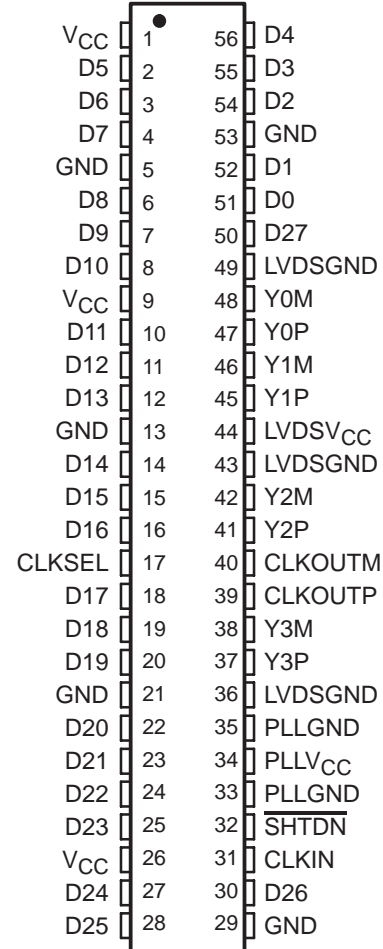 VCC 1 56 D4
D5 2 55 D3
D6 3 54 D2
D7 4 53 GND
GND 5 52 D1
D8 6 51 D0
D9 7 50 D27
D10 8 49 LVDSGND
VCC 9 48 Y0M
D11 10 47 Y0P
D12 11 46 Y1M
D13 12 45 Y1P
GND 13 44 LVDSVCC
D14 14 43 LVDSGND
D15 15 42 Y2M
D16 16 41 Y2P
CLKSEL 17 40 CLKOUTM
D17 18 39 CLKOUTP
D18 19 38 Y3M
D19 20 37 Y3P
GND 21 36 LVDSGND
D20 22 35 PLLGND
D21 23 34 PLLVCC
D22 24 33 PLLGND
D23 25 32 SHTDN
VCC 26 31 CLKIN
D24 27 30 D26
D25 28 29 GND